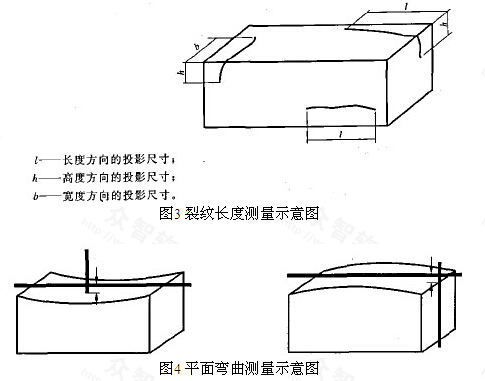 l
h
b
h
l
l——长度方向的投影尺寸;
h——高度方向的投影尺寸;
b——宽度方向的投影尺寸。
图3 裂纹长度测量示意图
图4平面弯曲测量示意图